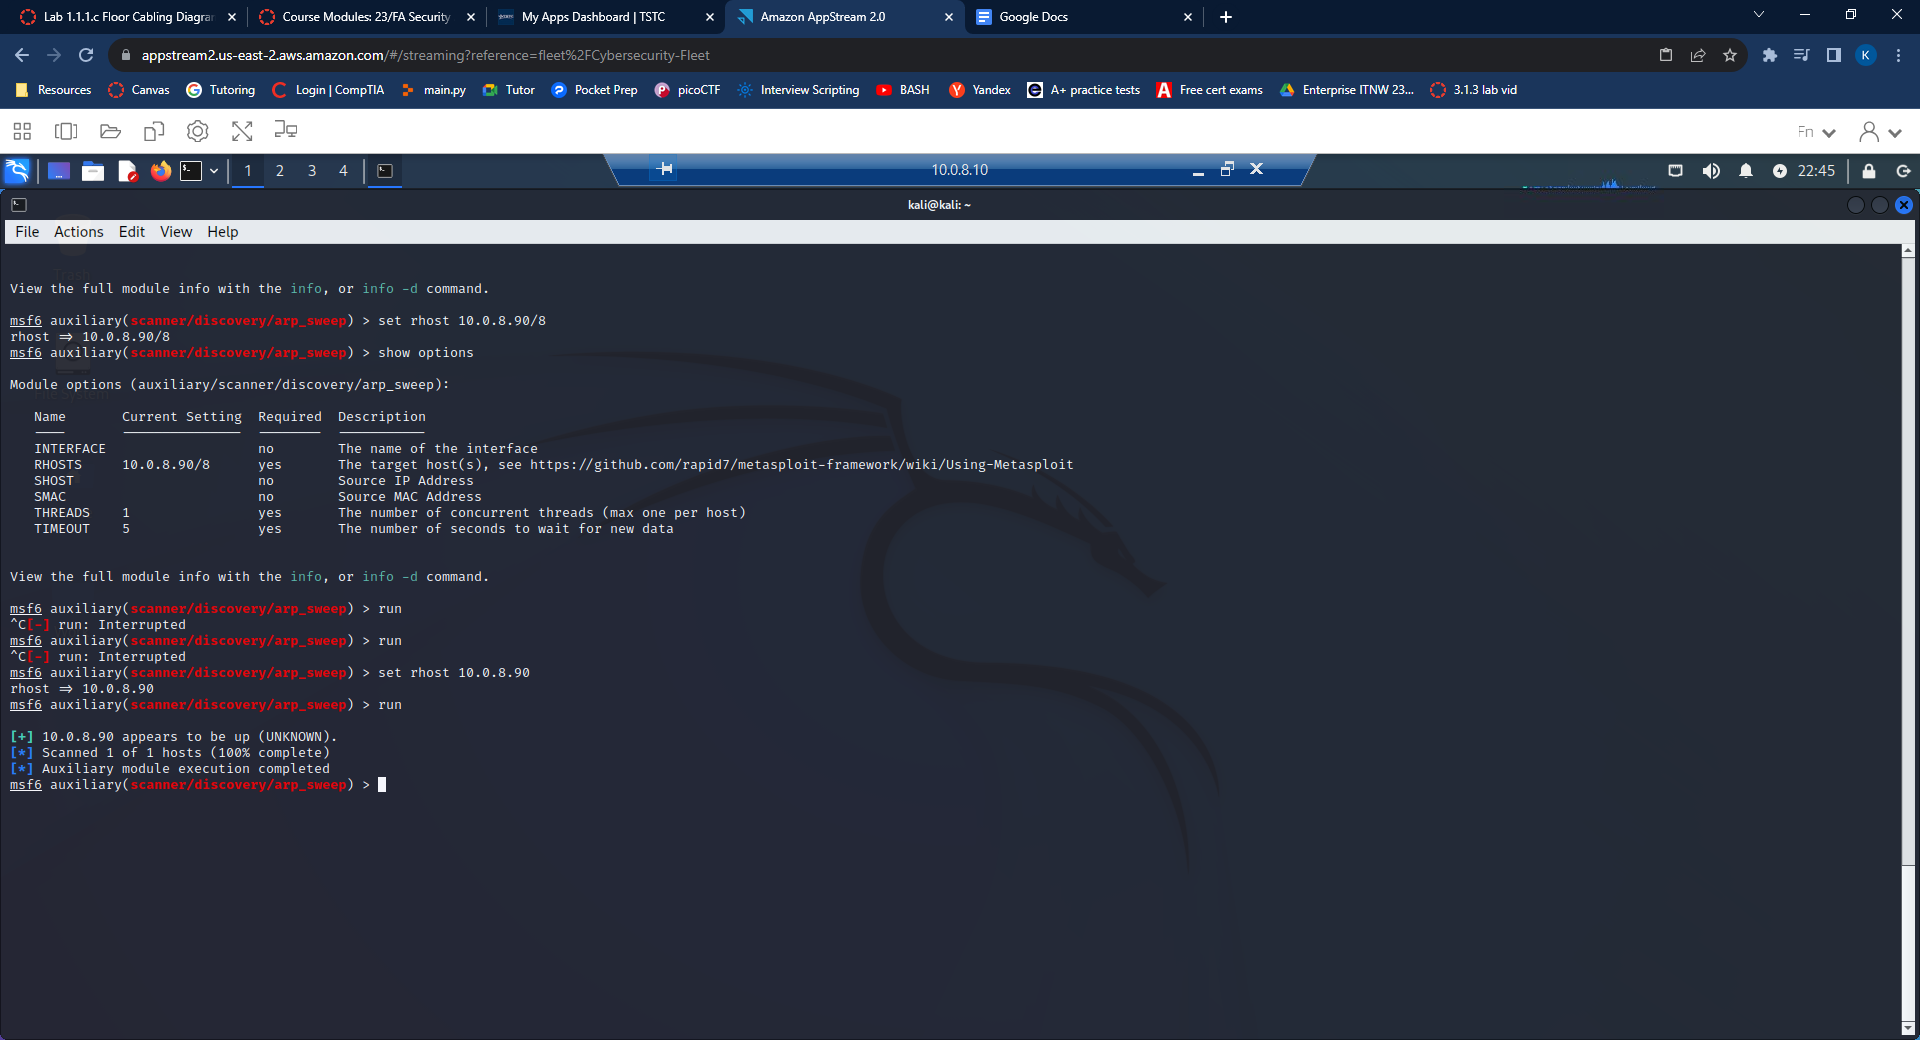 Lab 1.1.1.c Floor Cabling Diagra
Course Modules: 23/FA Security
My Apps Dashboard | TSTC
Amazon AppStream 2.0
Google Docs
appstream2.us-east-2.aws.amazon.com/#/streaming?reference=fleet%2FCybersecurity-Fleet
K
Resources Canvas Tutoring Login | CompTIA main.py Tutor Pocket Prep picoCTF Interview Scripting BASH Yandex A+ practice tests Free cert exams Enterprise ITNW 23... 3.1.3 lab vid
Fn
1 2 3 4 10.0.8.10 22:45
kali@kali: ~
File Actions Edit View Help
Trash
View the full module info with the info, or info -d command.
msf6 auxiliary(scanner/discovery/arp_sweep) > set rhost 10.0.8.90/8
rhost => 10.0.8.90/8
msf6 auxiliary(scanner/discovery/arp_sweep) > show options
Module options (auxiliary/scanner/discovery/arp_sweep):
File System
Name Current Setting Required Description
INTERFACE no The name of the interface
RHOSTS 10.0.8.90/8 yes The target host(s), see https://github.com/rapid7/metasploit-framework/wiki/Using-Metasploit
SHOST no Source IP Address
SMAC no Source MAC Address
THREADS 1 yes The number of concurrent threads (max one per host)
TIMEOUT 5 yes The number of seconds to wait for new data
View the full module info with the info, or info -d command.
msf6 auxiliary(scanner/discovery/arp_sweep) > run
^C[-] run: Interrupted
msf6 auxiliary(scanner/discovery/arp_sweep) > run
^C[-] run: Interrupted
msf6 auxiliary(scanner/discovery/arp_sweep) > set rhost 10.0.8.90
rhost => 10.0.8.90
msf6 auxiliary(scanner/discovery/arp_sweep) > run
[+] 10.0.8.90 appears to be up (UNKNOWN).
[*] Scanned 1 of 1 hosts (100% complete)
[*] Auxiliary module execution completed
msf6 auxiliary(scanner/discovery/arp_sweep) >